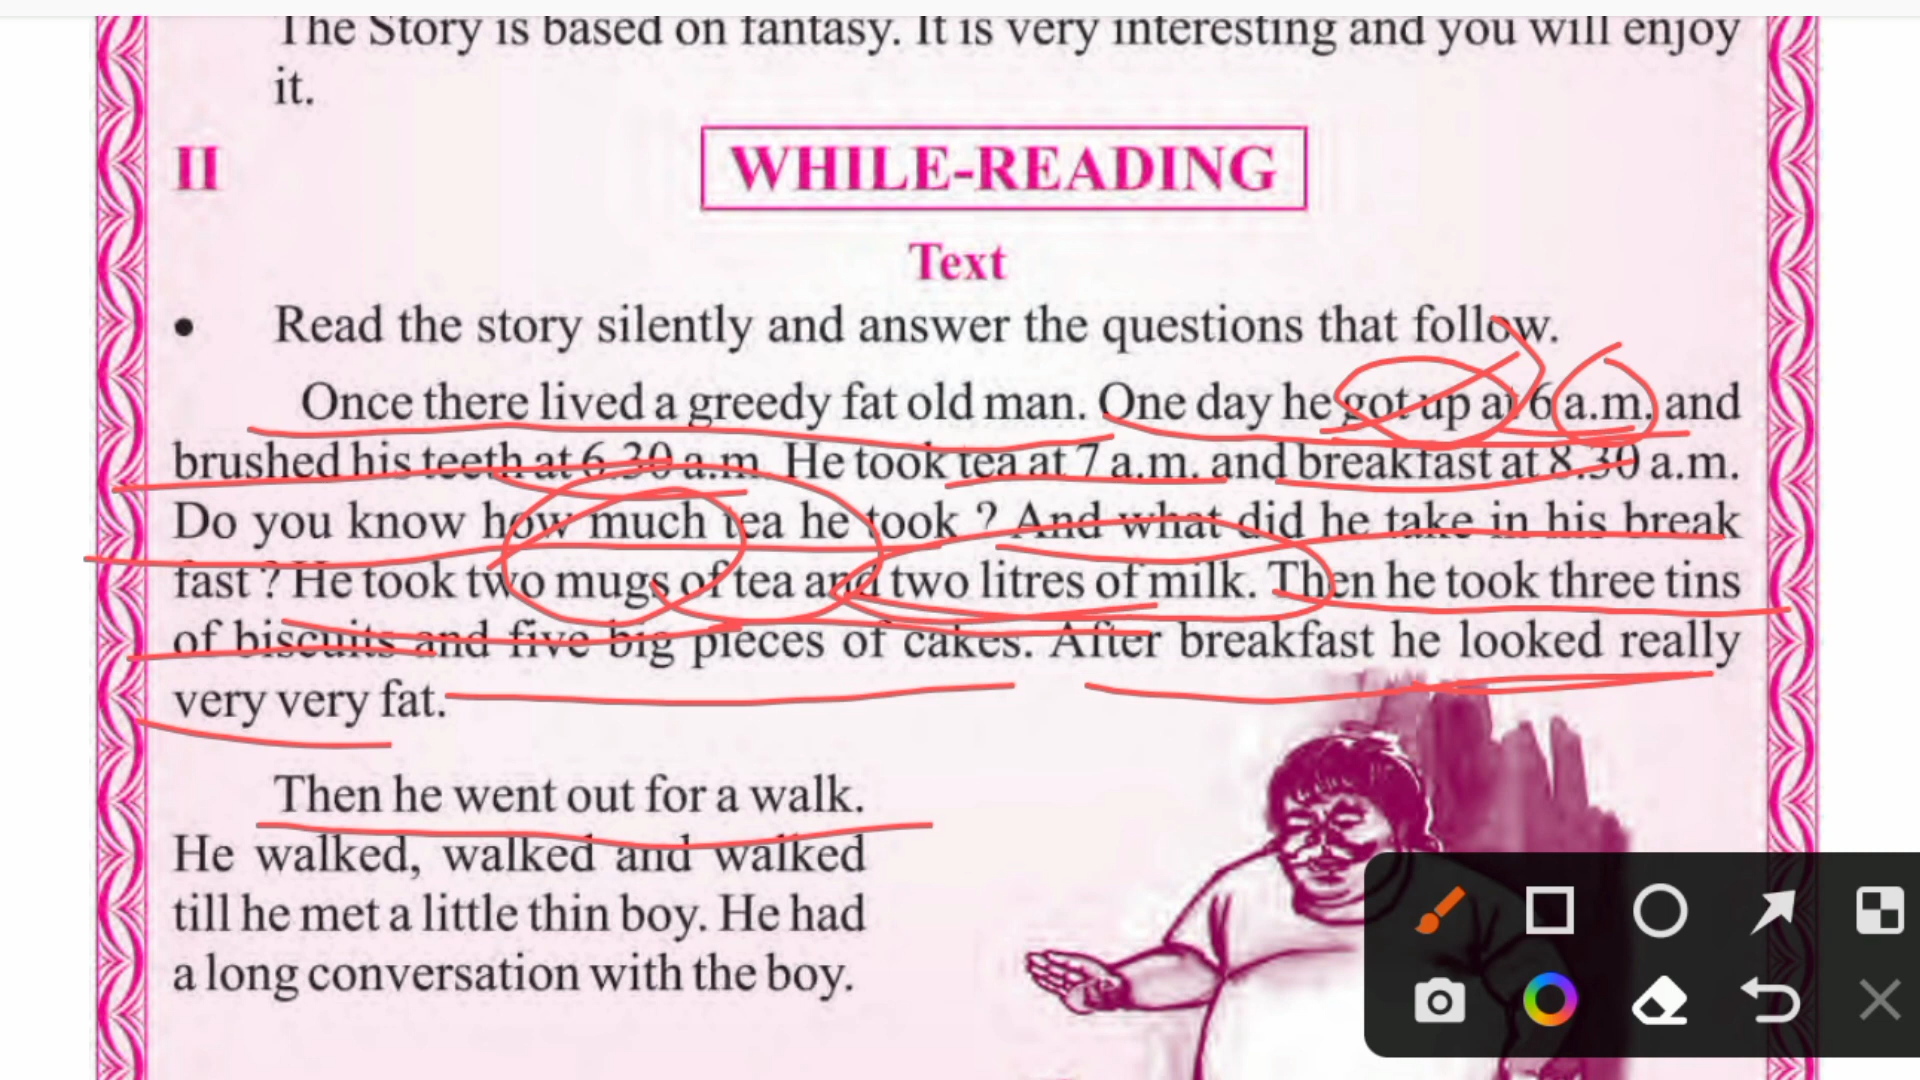 The Story is based on fantasy. It is very interesting and you will enjoy
it.
II
WHILE-READING
Text
• Read the story silently and answer the questions that follow.
Once there lived a greedy fat old man. One day he got up at 6 a.m. and
brushed his teeth at 6.30 a.m. He took tea at 7 a.m. and breakfast at 8.30 a.m.
Do you know how much tea he took ? And what did he take in his break
fast ? He took two mugs of tea and two litres of milk. Then he took three tins
of biscuits and five big pieces of cakes. After breakfast he looked really
very very fat.
Then he went out for a walk.
He walked, walked and walked
till he met a little thin boy. He had
a long conversation with the boy.